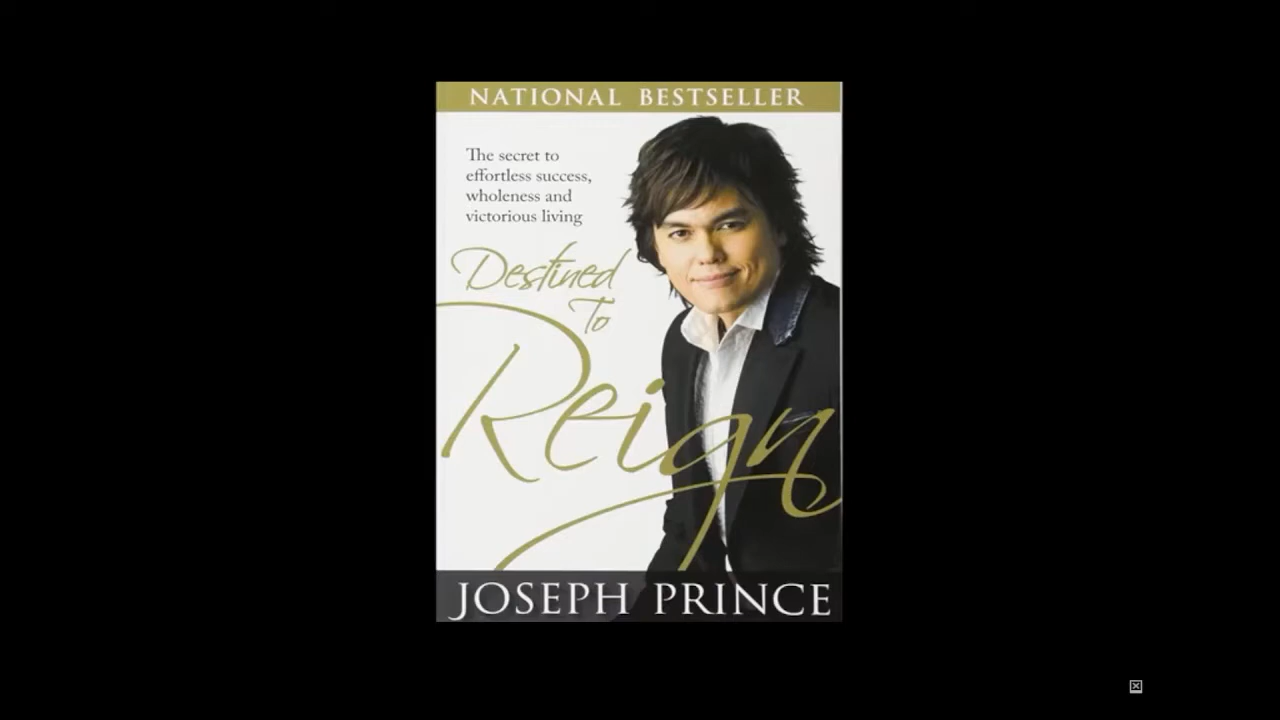 NATIONAL BESTSELLER
The secret to
effortless success,
wholeness and
victorious living
Destined
To
Reign
JOSEPH PRINCE